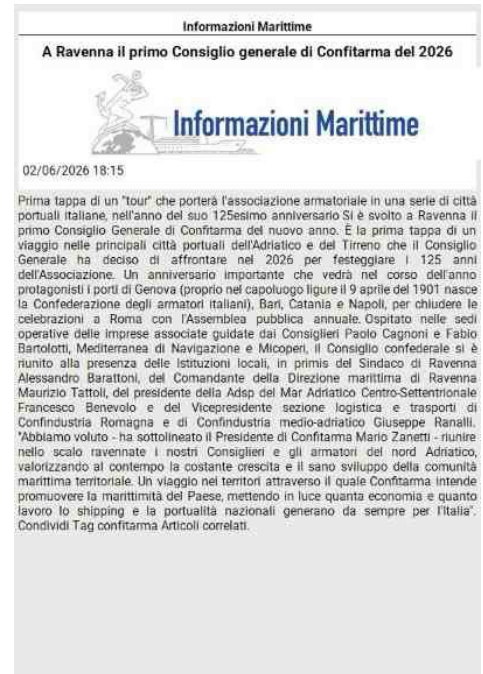 Informazioni Marittime
A Ravenna il primo Consiglio generale di Confitarma del 2026
Informazioni Marittime
02/06/2026 18:15
Prima tappa di un "tour" che porterà l'associazione armatoriale in una serie di città
portuali italiane, nell'anno del suo 125esimo anniversario Si è svolto a Ravenna il
primo Consiglio Generale di Confitarma del nuovo anno. È la prima tappa di un
viaggio nelle principali città portuali dell'Adriatico e del Tirreno che il Consiglio
Generale ha deciso di affrontare nel 2026 per festeggiare i 125 anni
dell'Associazione. Un anniversario importante che vedrà nel corso dell'anno
protagonisti i porti di Genova (proprio nel capoluogo ligure il 9 aprile del 1901 nasce
la Confederazione degli armatori italiani), Bari, Catania e Napoli, per chiudere le
celebrazioni a Roma con l'Assemblea pubblica annuale. Ospitato nelle sedi
operative delle imprese associate guidate dai Consiglieri Paolo Cagnoni e Fabio
Bartolotti, Mediterranea di Navigazione e Micoperi, il Consiglio confederale si è
riunito alla presenza delle Istituzioni locali, in primis del Sindaco di Ravenna
Alessandro Barattoni, del Comandante della Direzione marittima di Ravenna
Maurizio Tattoli, del presidente della Adsp del Mar Adriatico Centro-Settentrionale
Francesco Benevolo e del Vicepresidente sezione logistica e trasporti di
Confindustria Romagna e di Confindustria medio-adriatico Giuseppe Ranalli.
"Abbiamo voluto - ha sottolineato il Presidente di Confitarma Mario Zanetti - riunire
nello scalo ravennate i nostri Consiglieri e gli armatori del nord Adriatico,
valorizzando al contempo la costante crescita e il sano sviluppo della comunità
marittima territoriale. Un viaggio nei territori attraverso il quale Confitarma intende
promuovere la marittimità del Paese, mettendo in luce quanta economia e quanto
lavoro lo shipping e la portualità nazionali generano da sempre per l'Italia".
Condividi Tag confitarma Articoli correlati.